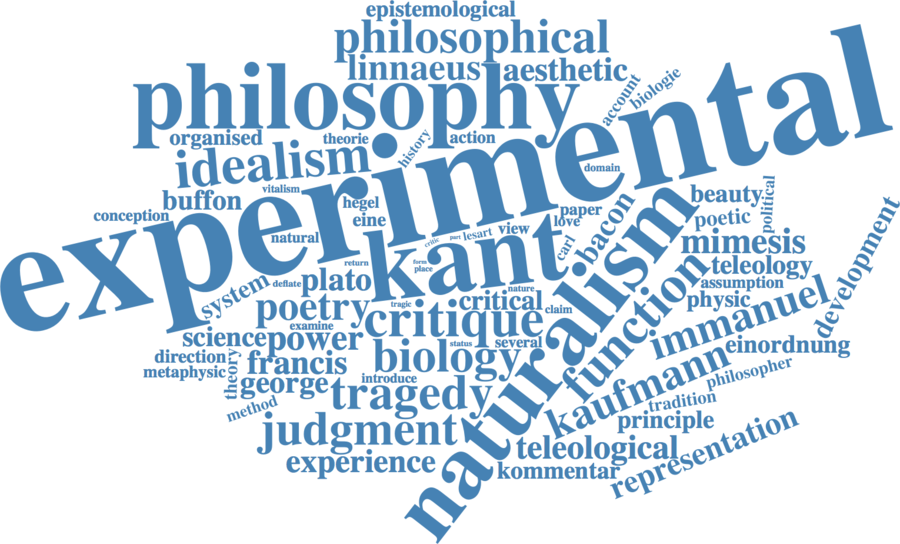 epistemological
philosophical
linnaeus
aesthetic
philosophy
account
biologie
experimental
organised
theorie
history
action
idealism
domain
vitalism
buffon
hegel
conception
eine
natural
beauty
political
poetic
paper
love
bacon
view
lesart
part
critic
carl
kant
mimesis
development
teleology
return
form
place
assumption
system
deflate
plato
nature
physic
poetry
tragic
critical
claim
naturalism
function
immanuel
examine
critique
science
power
status
several
einordnung
direction
metaphysic
theory
francis
biology
kaufmann
philosopher
george
introduce
tragedy
tradition
method
principle
judgment
teleological
representation
experience
kommentar